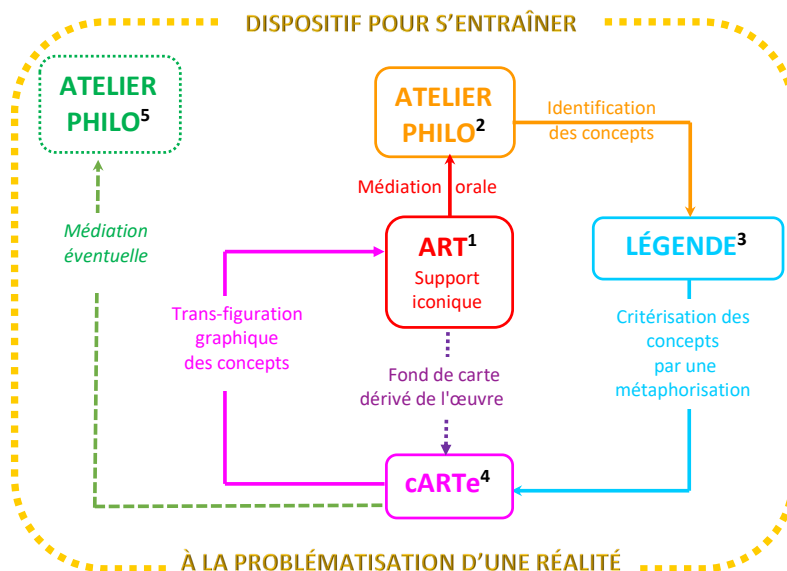 DISPOSITIF POUR S’ENTRAÎNER
ATELIER
PHILO5
ATELIER
PHILO2
Identification
des concepts
Médiation orale
Médiation
éventuelle
ART1
Support
iconique
LÉGENDE3
Trans-figuration
graphique
des concepts
Fond de carte
dérivé de l'œuvre
Critérisation des
concepts
par une
métaphorisation
cARTe4
À LA PROBLÉMATISATION D’UNE RÉALITÉ